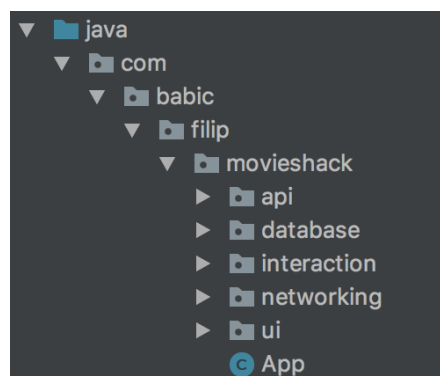 java
com
babic
filip
movieshack
api
database
interaction
networking
ui
C App